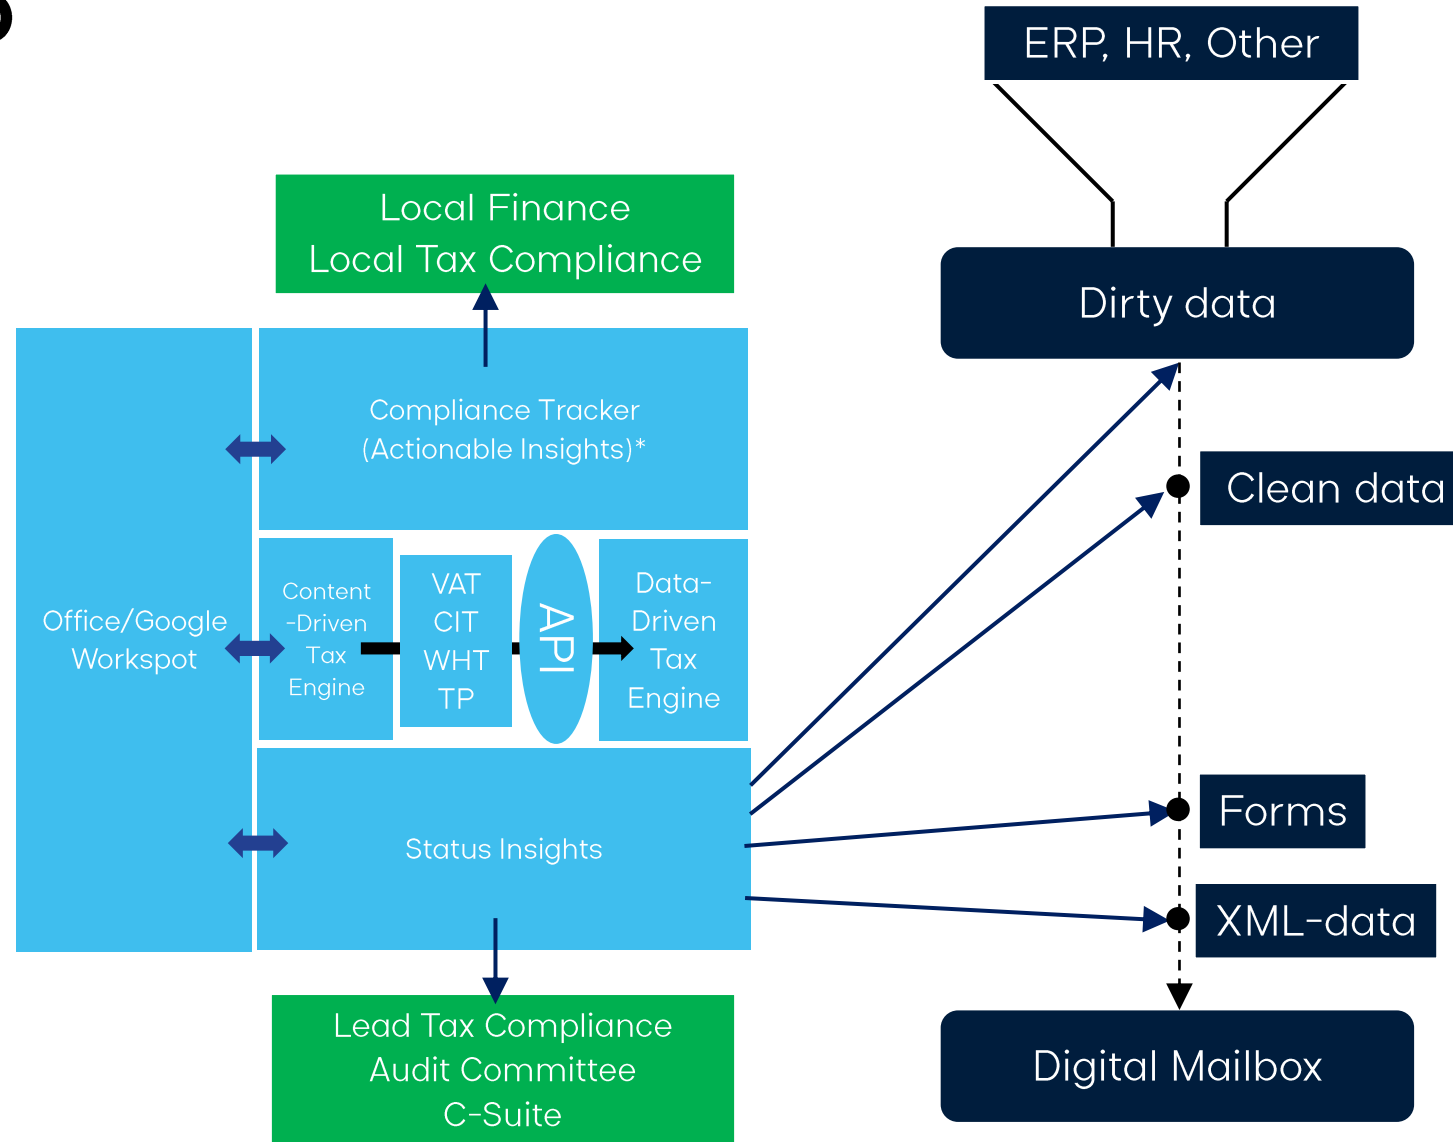 ERP, HR, Other
Local Finance
Local Tax Compliance
Dirty data
Compliance Tracker
(Actionable Insights)*
Clean data
Office/Google
Workspot
Content
-Driven
Tax
Engine
VAT
CIT
WHT
TP
API
Data-
Driven
Tax
Engine
Status Insights
Forms
XML-data
Lead Tax Compliance
Audit Committee
C-Suite
Digital Mailbox